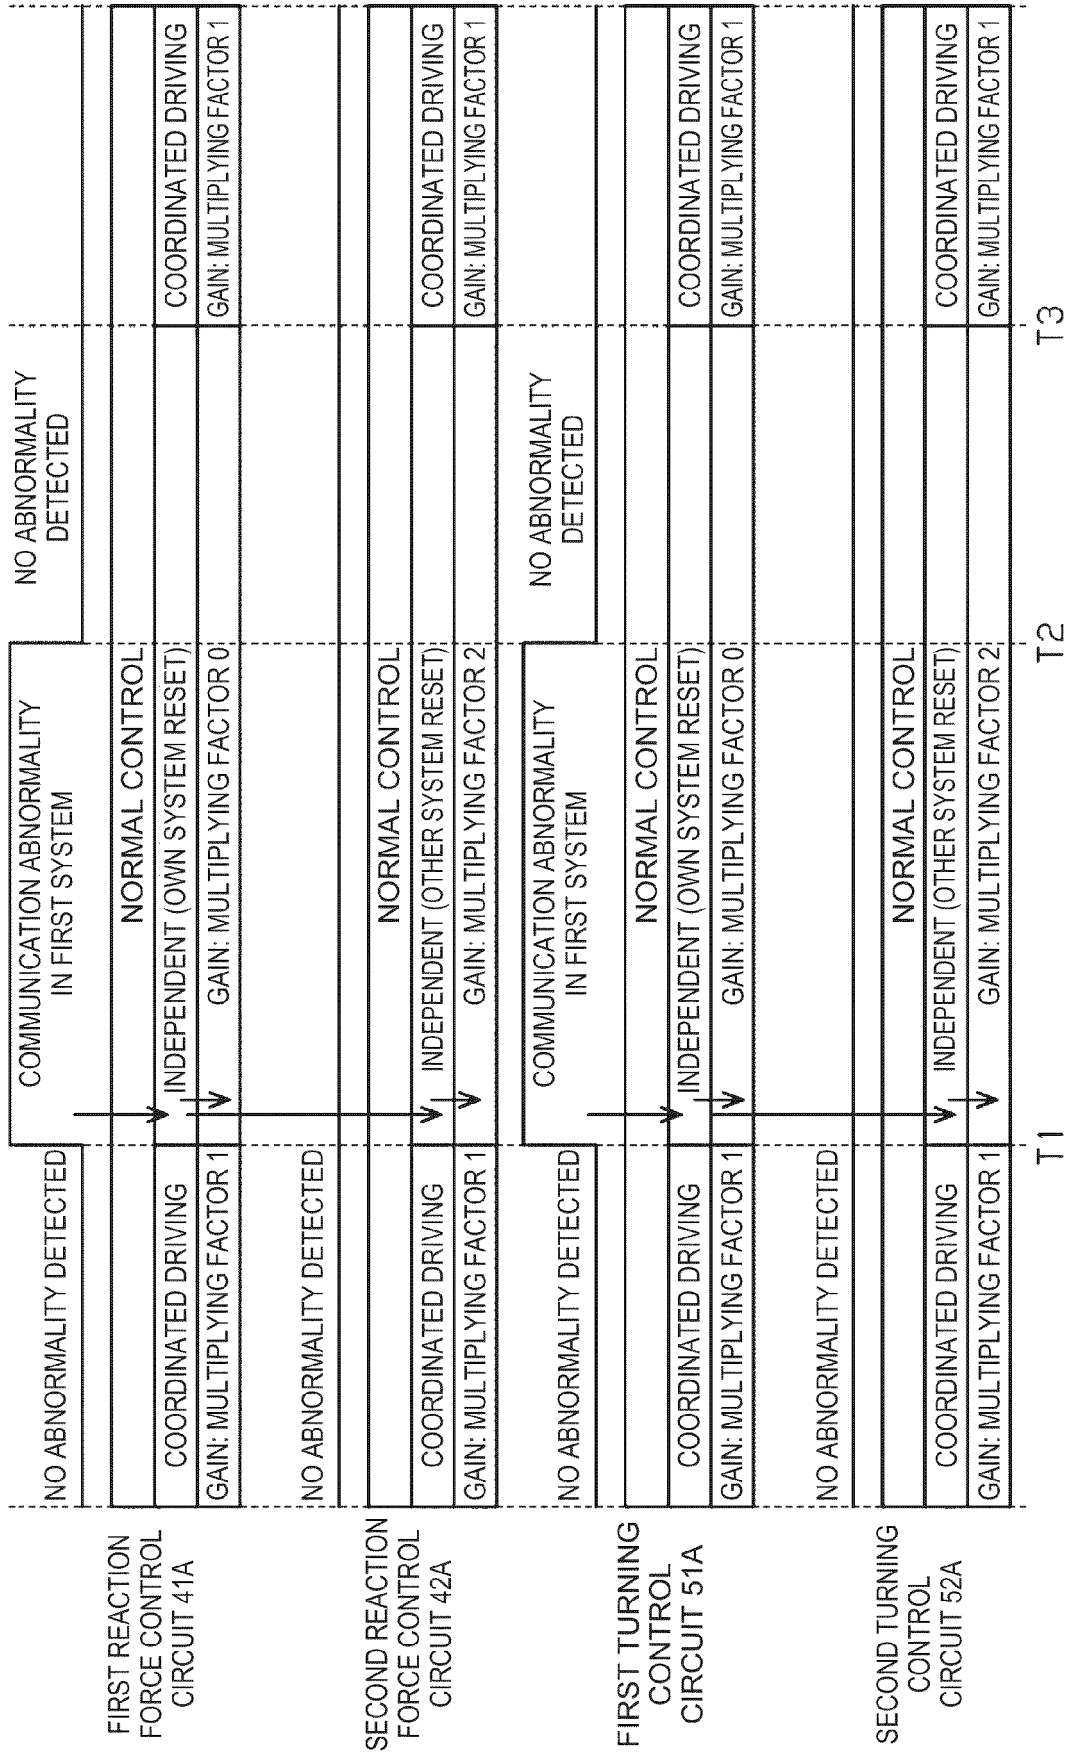 FIRST REACTION
FORCE CONTROL
CIRCUIT 41A
NO ABNORMALITY DETECTED
COMMUNICATION ABNORMALITY
IN FIRST SYSTEM
NO ABNORMALITY
DETECTED
NORMAL CONTROL
COORDINATED DRIVING
INDEPENDENT (OWN SYSTEM RESET)
COORDINATED DRIVING
GAIN: MULTIPLYING FACTOR 1
GAIN: MULTIPLYING FACTOR 0
GAIN: MULTIPLYING FACTOR 1
SECOND REACTION
FORCE CONTROL
CIRCUIT 42A
NO ABNORMALITY DETECTED
NORMAL CONTROL
COORDINATED DRIVING
INDEPENDENT (OTHER SYSTEM RESET)
COORDINATED DRIVING
GAIN: MULTIPLYING FACTOR 1
GAIN: MULTIPLYING FACTOR 2
GAIN: MULTIPLYING FACTOR 1
FIRST TURNING
CONTROL
CIRCUIT 51A
NO ABNORMALITY DETECTED
COMMUNICATION ABNORMALITY
IN FIRST SYSTEM
NO ABNORMALITY
DETECTED
NORMAL CONTROL
COORDINATED DRIVING
INDEPENDENT (OWN SYSTEM RESET)
COORDINATED DRIVING
GAIN: MULTIPLYING FACTOR 1
GAIN: MULTIPLYING FACTOR 0
GAIN: MULTIPLYING FACTOR 1
SECOND TURNING
CONTROL
CIRCUIT 52A
NO ABNORMALITY DETECTED
NORMAL CONTROL
COORDINATED DRIVING
INDEPENDENT (OTHER SYSTEM RESET)
COORDINATED DRIVING
GAIN: MULTIPLYING FACTOR 1
GAIN: MULTIPLYING FACTOR 2
GAIN: MULTIPLYING FACTOR 1
T1
T2
T3